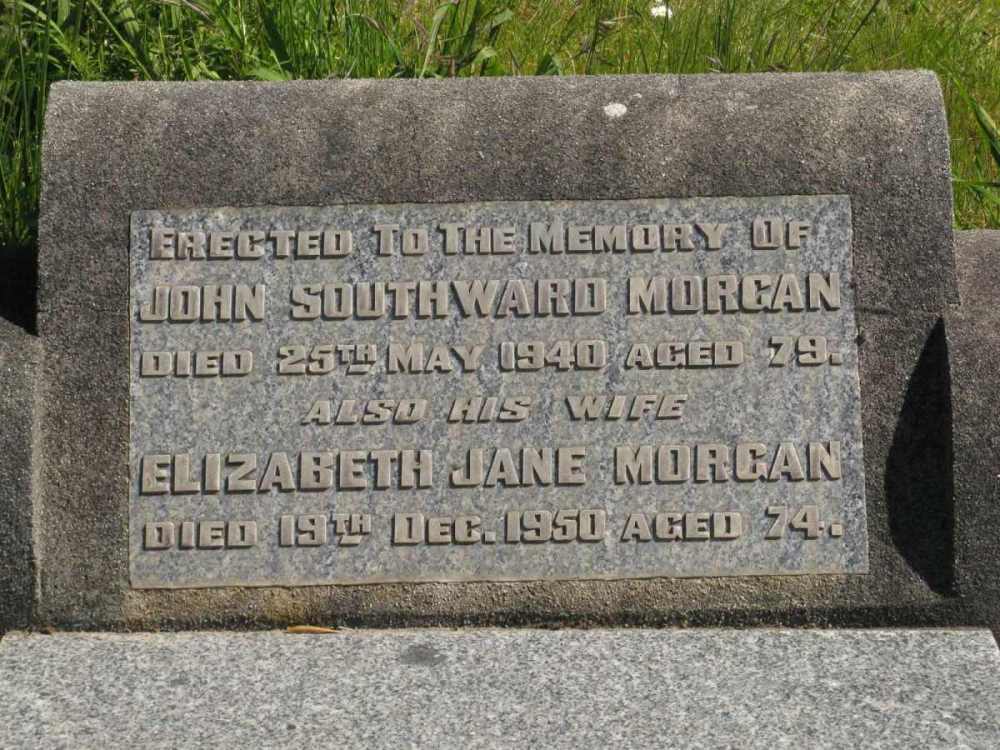 ERECTED TO THE MEMORY OF
JOHN SOUTHWARD MORGAN
DIED 25TH MAY 1940 AGED 79.
ALSO HIS WIFE
ELIZABETH JANE MORGAN
DIED 19TH DEC. 1950 AGED 74.